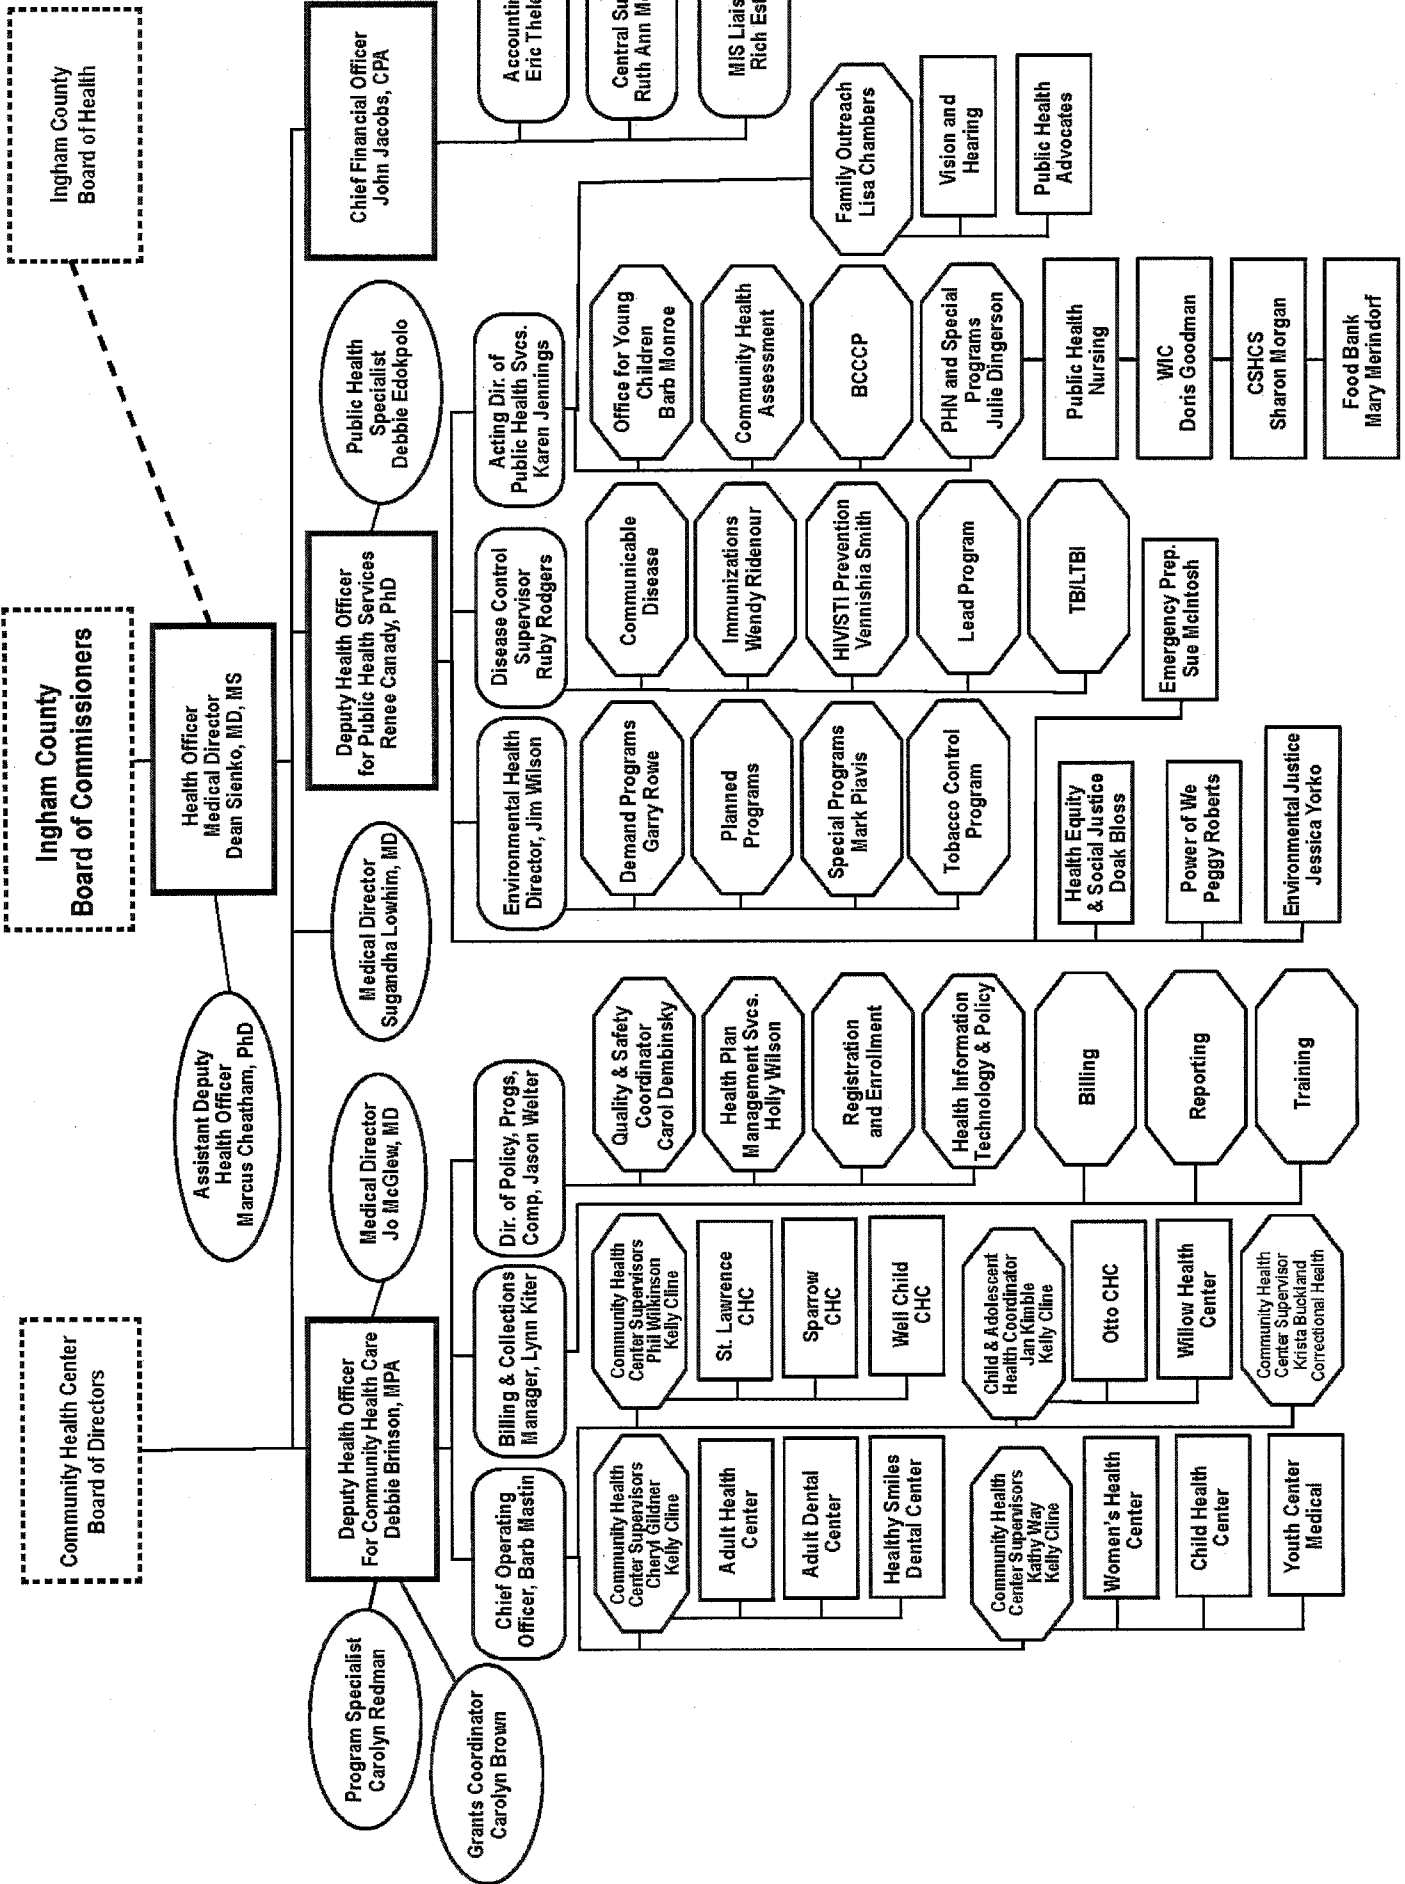 Community Health Center
Board of Directors
Ingham County
Board of Commissioners
Ingham County
Board of Health
Health Officer
Medical Director
Dean Sienko, MD, MS
Assistant Deputy
Health Officer
Marcus Cheatham, PhD
Deputy Health Officer
For Community Health Care
Debbie Brinson, MPA
Program Specialist
Carolyn Redman
Grants Coordinator
Carolyn Brown
Medical Director
Jo McGlew, MD
Medical Director
Sugandha Lowhim, MD
Deputy Health Officer
for Public Health Services
Renee Canady, PhD
Public Health
Specialist
Debbie Edokpolo
Chief Financial Officer
John Jacobs, CPA
Chief Operating
Officer, Barb Mastin
Billing & Collections
Manager, Lynn Kiter
Dir. of Policy, Progs,
Comp, Jason Welter
Environmental Health
Director, Jim Wilson
Disease Control
Supervisor
Ruby Rodgers
Acting Dir. of
Public Health Svcs.
Karen Jennings
Accountin
Eric Thele
Central Su
Ruth Ann M
MIS Liais
Rich Est
Community Health
Center Supervisors
Cheryl Gildner
Kelly Cline
Adult Health
Center
Adult Dental
Center
Healthy Smiles
Dental Center
Community Health
Center Supervisors
Kathy Way
Kelly Cline
Women's Health
Center
Child Health
Center
Youth Center
Medical
Community Health
Center Supervisors
Phil Wilkinson
Kelly Cline
St. Lawrence
CHC
Sparrow
CHC
Well Child
CHC
Child & Adolescent
Health Coordinator
Jan Kimble
Kelly Cline
Otto CHC
Willow Health
Center
Community Health
Center Supervisor
Krista Buckland
Correctional Health
Quality & Safety
Coordinator
Carol Dembinsky
Health Plan
Management Svcs.
Holly Wilson
Registration
and Enrollment
Health Information
Technology & Policy
Billing
Reporting
Training
Demand Programs
Garry Rowe
Planned
Programs
Special Programs
Mark Piavis
Tobacco Control
Program
Health Equity
& Social Justice
Doak Bloss
Power of We
Peggy Roberts
Environmental Justice
Jessica Yorko
Communicable
Disease
Immunizations
Wendy Ridenour
HIV/STI Prevention
Vennishia Smith
Lead Program
TB/LTBI
Emergency Prep.
Sue McIntosh
Office for Young
Children
Barb Monroe
Community Health
Assessment
BCCCP
PHN and Special
Programs
Julie Dingerson
Public Health
Nursing
WIC
Doris Goodman
CSHCS
Sharon Morgan
Food Bank
Mary Merindorf
Family Outreach
Lisa Chambers
Vision and
Hearing
Public Health
Advocates